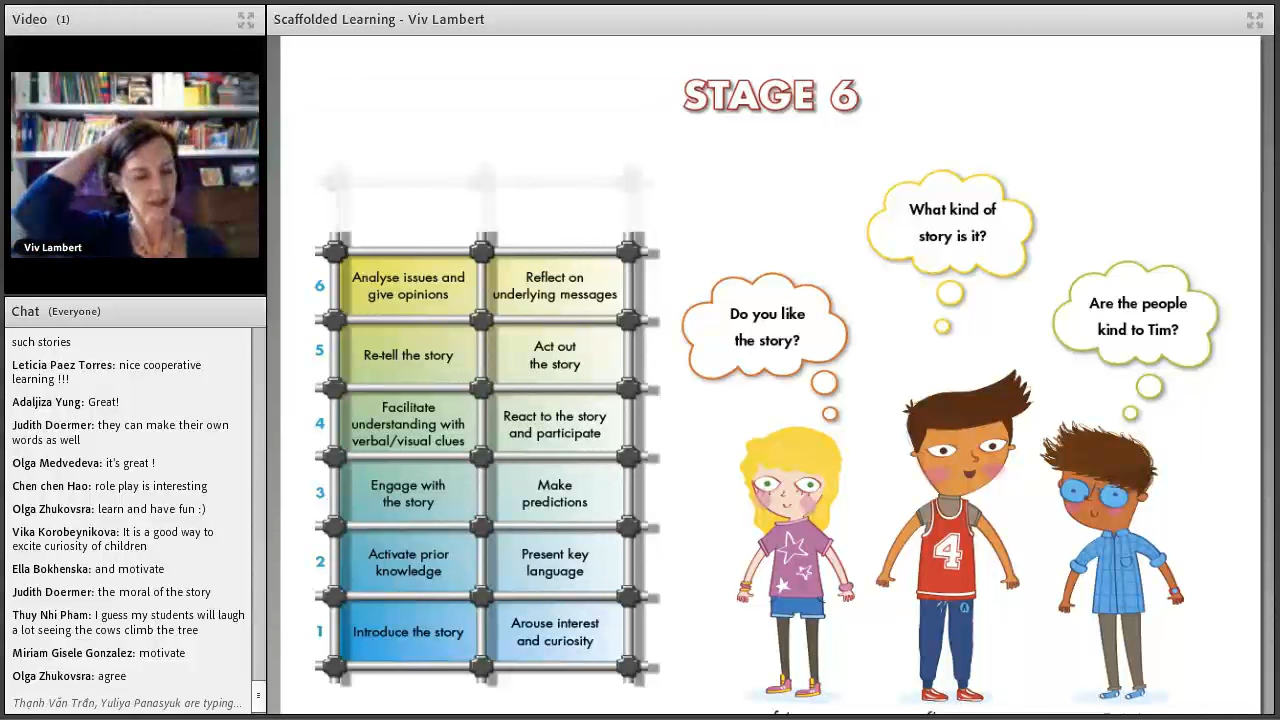 Video (1)
Scaffolded Learning - Viv Lambert
Viv Lambert
Chat (Everyone)
such stories
Leticia Paez Torres: nice cooperative
learning !!!
Adaljiza Yung: Great!
Judith Doermer: they can make their own
words as well
Olga Medvedeva: it's great !
Chen chen Hao: role play is interesting
Olga Zhukovsra: learn and have fun :)
Vika Korobeynikova: It is a good way to
excite curiosity of children
Ella Bokhenska: and motivate
Judith Doermer: the moral of the story
Thuy Nhi Pham: I guess my students will laugh
a lot seeing the cows climb the tree
Miriam Gisele Gonzalez: motivate
Olga Zhukovsra: agree
Thạnh Văn Trần, Yuliya Panasyuk are typing...
STAGE 6
6
Analyse issues and
give opinions
Reflect on
underlying messages
5
Re-tell the story
Act out
the story
4
Facilitate
understanding with
verbal/visual clues
React to the story
and participate
3
Engage with
the story
Make
predictions
2
Activate prior
knowledge
Present key
language
1
Introduce the story
Arouse interest
and curiosity
Do you like
the story?
What kind of
story is it?
Are the people
kind to Tim?
4